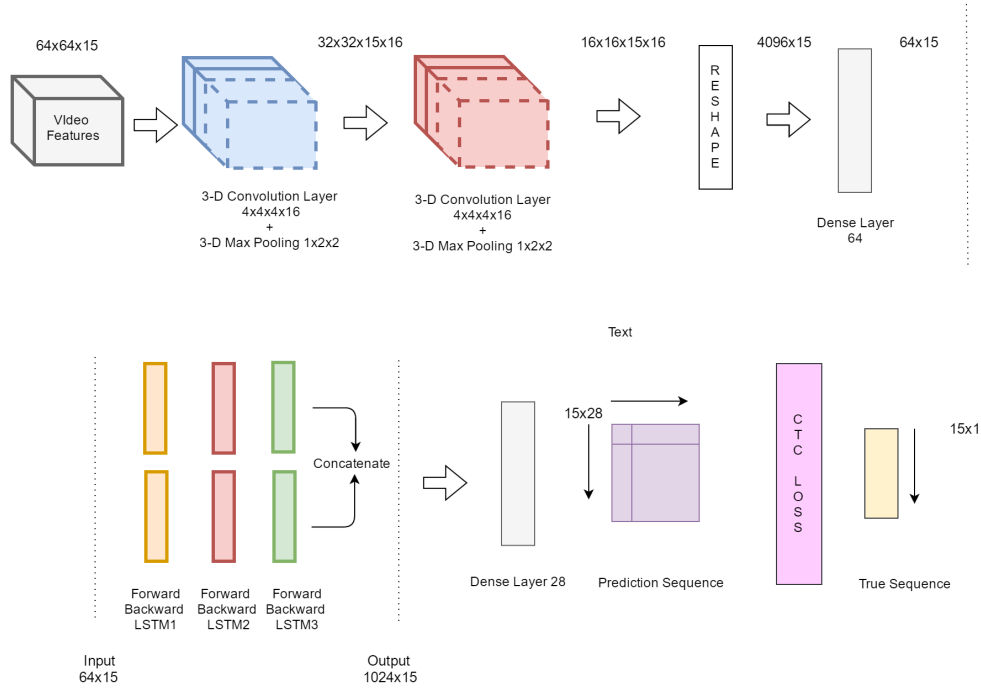 64x64x15
32x32x15x16
16x16x15x16
4096x15
64x15
VIdeo
Features
R
E
S
H
A
P
E
3-D Convolution Layer
4x4x4x16
+
3-D Max Pooling 1x2x2
3-D Convolution Layer
4x4x4x16
+
3-D Max Pooling 1x2x2
Dense Layer
64
Text
Concatenate
15x28
C
T
C
L
O
S
S
15x1
Forward
Backward
LSTM1
Forward
Backward
LSTM2
Forward
Backward
LSTM3
Dense Layer 28
Prediction Sequence
True Sequence
Input
64x15
Output
1024x15